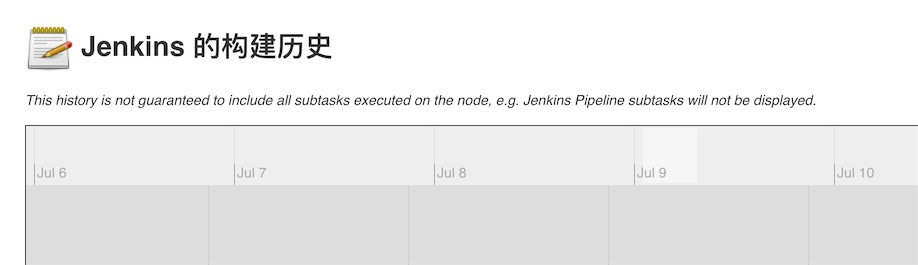 Jenkins 的构建历史
This history is not guaranteed to include all subtasks executed on the node, e.g. Jenkins Pipeline subtasks will not be displayed.
Jul 6 Jul 7 Jul 8 Jul 9 Jul 10